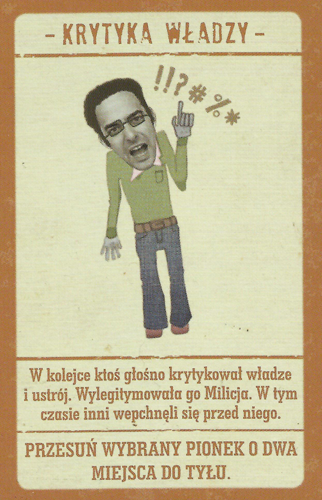 - KRYTYKA WŁADZY -
!!?#%*
W kolejce ktoś głośno krytykował władze
i ustrój. Wylegitymowała go Milicja. W tym
czasie inni wepchnęli się przed niego.
PRZESUŃ WYBRANY PIONEK O DWA
MIEJSCA DO TYŁU.